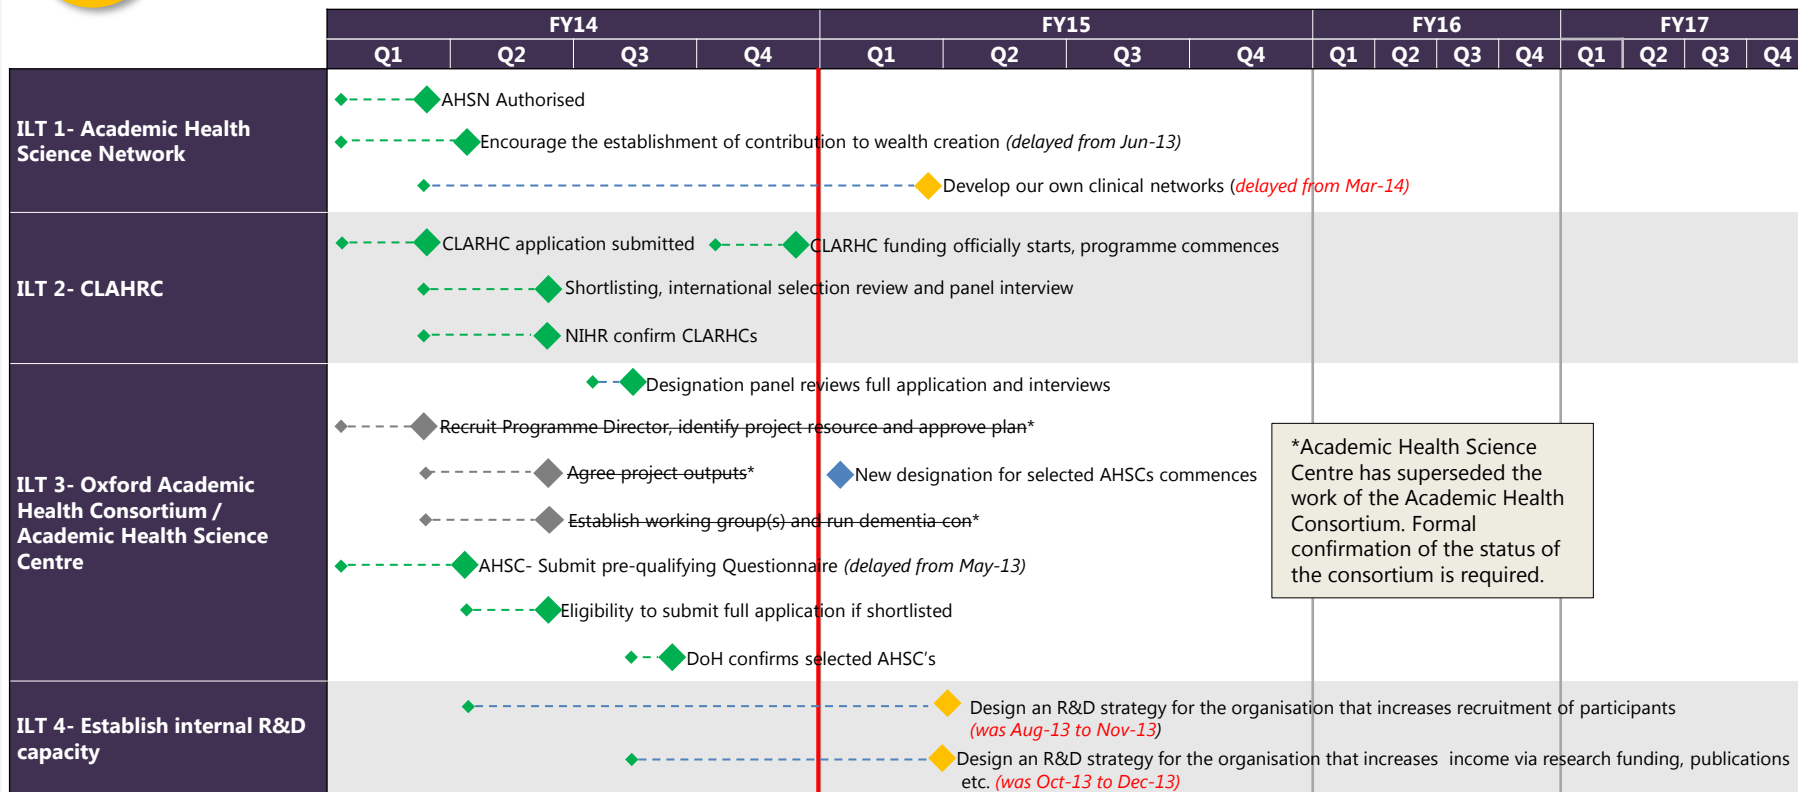 FY14 FY15 FY16 FY17
Q1 Q2 Q3 Q4 Q1 Q2 Q3 Q4 Q1 Q2 Q3 Q4 Q1 Q2 Q3 Q4
ILT 1- Academic Health
Science Network
AHSN Authorised
Encourage the establishment of contribution to wealth creation (delayed from Jun-13)
Develop our own clinical networks (delayed from Mar-14)
ILT 2- CLAHRC
CLARHC application submitted
CLARHC funding officially starts, programme commences
Shortlisting, international selection review and panel interview
NIHR confirm CLARHCs
ILT 3- Oxford Academic
Health Consortium /
Academic Health Science
Centre
Designation panel reviews full application and interviews
Recruit Programme Director, identify project resource and approve plan*
Agree project outputs*
New designation for selected AHSCs commences
Establish working group(s) and run dementia con*
AHSC- Submit pre-qualifying Questionnaire (delayed from May-13)
Eligibility to submit full application if shortlisted
DoH confirms selected AHSC's
*Academic Health Science
Centre has superseded the
work of the Academic Health
Consortium. Formal
confirmation of the status of
the consortium is required.
ILT 4- Establish internal R&D
capacity
Design an R&D strategy for the organisation that increases recruitment of participants
(was Aug-13 to Nov-13)
Design an R&D strategy for the organisation that increases  income via research funding, publications
etc. (was Oct-13 to Dec-13)